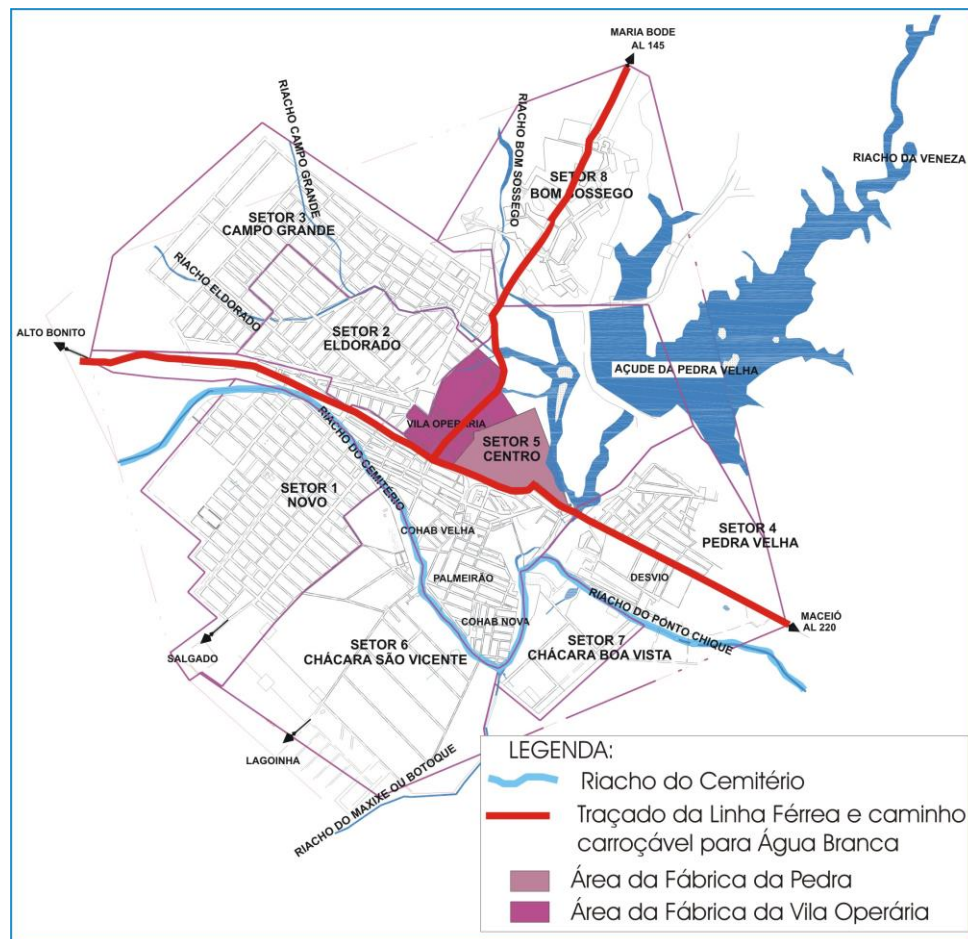 MARIA BODE
AL 145
RIACHO CAMPO GRANDE
RIACHO BOM SOSSEGO
RIACHO DA VENEZA
SETOR 8
BOM SOSSEGO
SETOR 3
CAMPO GRANDE
RIACHO ELDORADO
ALTO BONITO
SETOR 2
ELDORADO
AÇUDE DA PEDRA VELHA
VILA OPERÁRIA
SETOR 5
CENTRO
RIACHO DO CEMITÉRIO
SETOR 1
NOVO
SETOR 4
PEDRA VELHA
COHAB VELHA
PALMEIRÃO
DESVIO
RIACHO DO PONTO CHIQUE
COHAB NOVA
MACEIÓ
AL 220
SETOR 6
CHÁCARA SÃO VICENTE
SETOR 7
CHÁCARA BOA VISTA
SALGADO
LAGOINHA
RIACHO DO MAXIXE OU BOTOQUE
LEGENDA:
Riacho do Cemitério
Traçado da Linha Férrea e caminho
carroçável para Água Branca
Área da Fábrica da Pedra
Área da Fábrica da Vila Operária